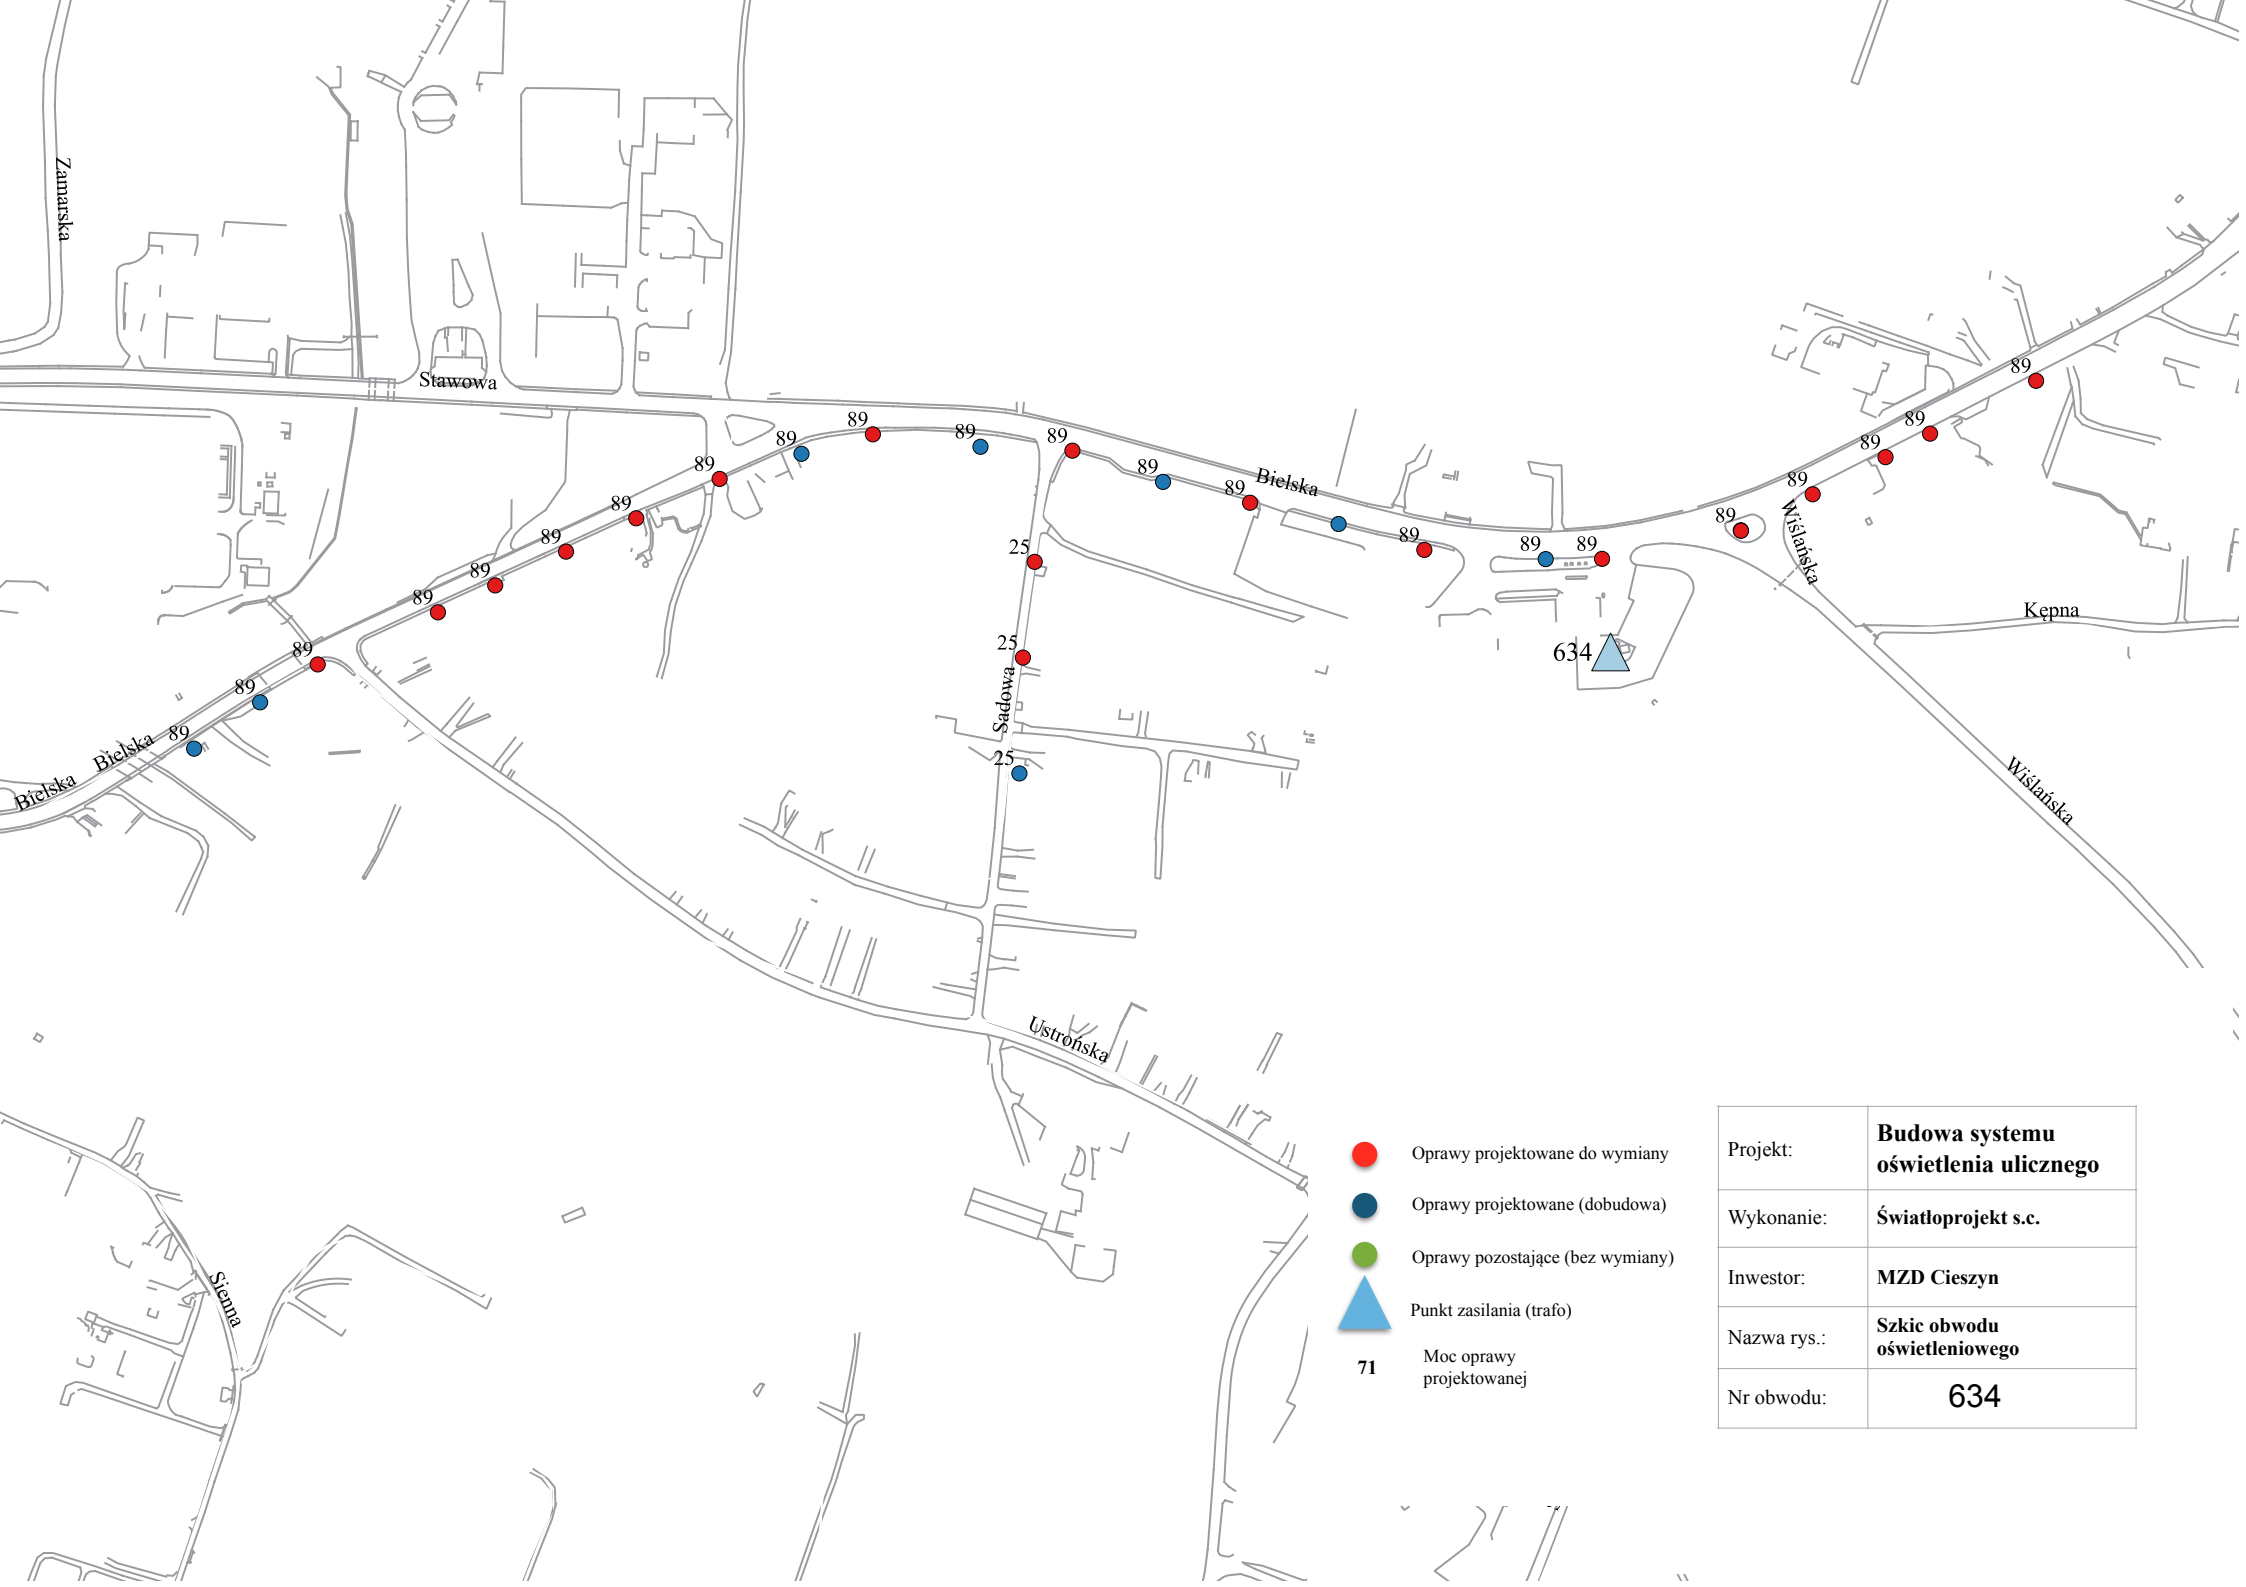 Zamarska
Stawowa
89
89
89
89
89
89
89
Bielska
89
89
89
89
89
89
89
89
89
89
89
89
89
89
Wiślańska
25
25
25
Sadowa
634
Kępna
89
89
Bielska
Bielska
Wiślańska
Ustrońska
Sienna
Oprawy projektowane do wymiany
Oprawy projektowane (dobudowa)
Oprawy pozostające (bez wymiany)
Punkt zasilania (trafo)
71
Moc oprawy
projektowanej
Projekt:
Budowa systemu
oświetlenia ulicznego
Wykonanie:
Światłoprojekt s.c.
Inwestor:
MZD Cieszyn
Nazwa rys.:
Szkic obwodu
oświetleniowego
Nr obwodu:
634